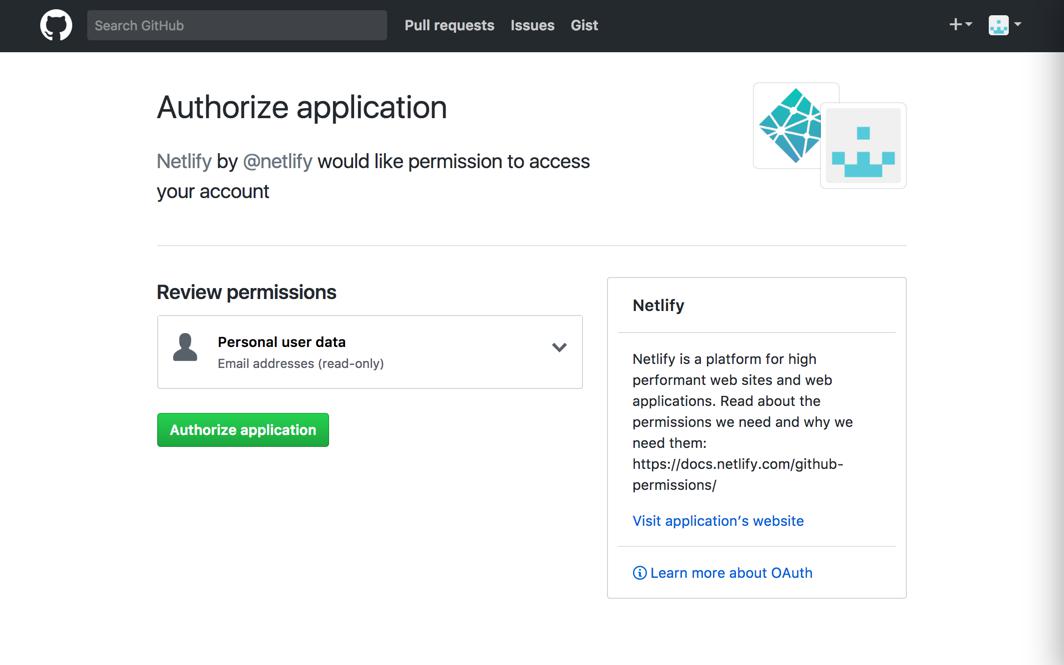 Search GitHub
Pull requests
Issues
Gist
Authorize application
Netlify by @netlify would like permission to access
your account
Review permissions
Personal user data
Email addresses (read-only)
Authorize application
Netlify
Netlify is a platform for high
performant web sites and web
applications. Read about the
permissions we need and why we
need them:
https://docs.netlify.com/github-
permissions/
Visit application's website
Learn more about OAuth